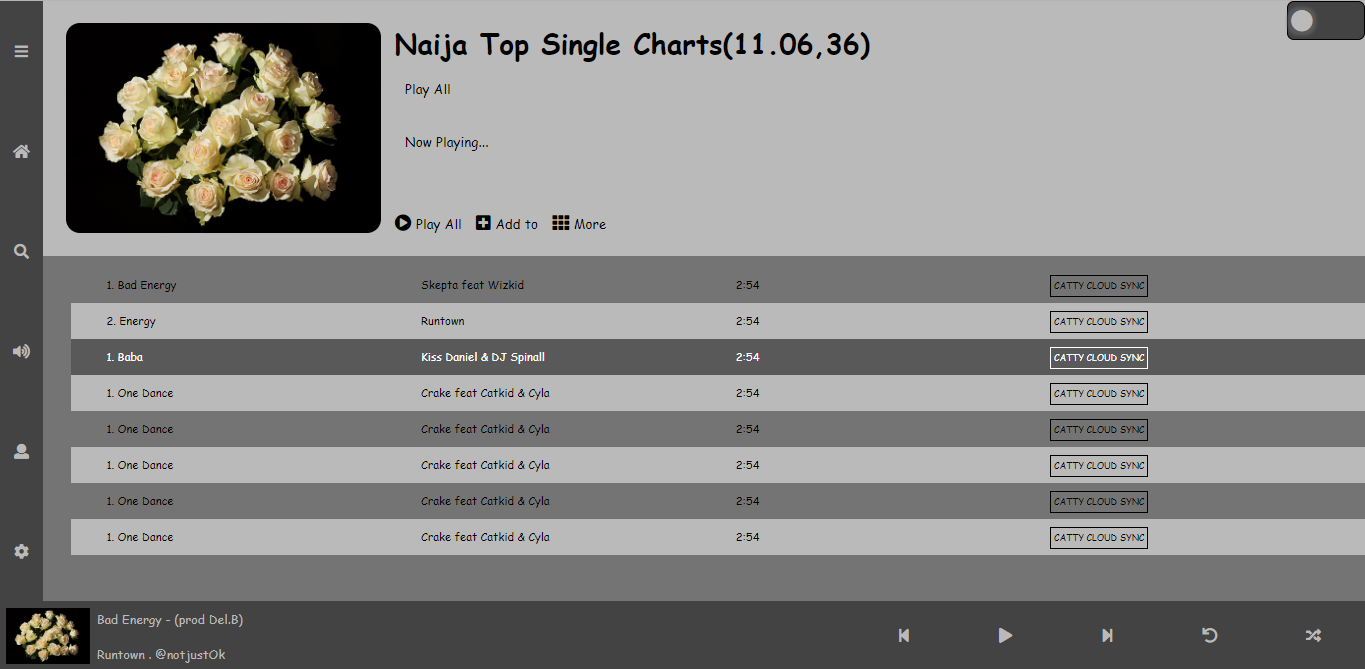 Naija Top Single Charts(11.06,36)
Play All
Now Playing...
Play All Add to More
1. Bad Energy Skepta feat Wizkid 2:54 CATTY CLOUD SYNC
2. Energy Runtown 2:54 CATTY CLOUD SYNC
1. Baba Kiss Daniel & DJ Spinall 2:54 CATTY CLOUD SYNC
1. One Dance Crake feat Catkid & Cyla 2:54 CATTY CLOUD SYNC
1. One Dance Crake feat Catkid & Cyla 2:54 CATTY CLOUD SYNC
1. One Dance Crake feat Catkid & Cyla 2:54 CATTY CLOUD SYNC
1. One Dance Crake feat Catkid & Cyla 2:54 CATTY CLOUD SYNC
1. One Dance Crake feat Catkid & Cyla 2:54 CATTY CLOUD SYNC
Bad Energy - (prod Del.B)
Runtown . @notjustOk